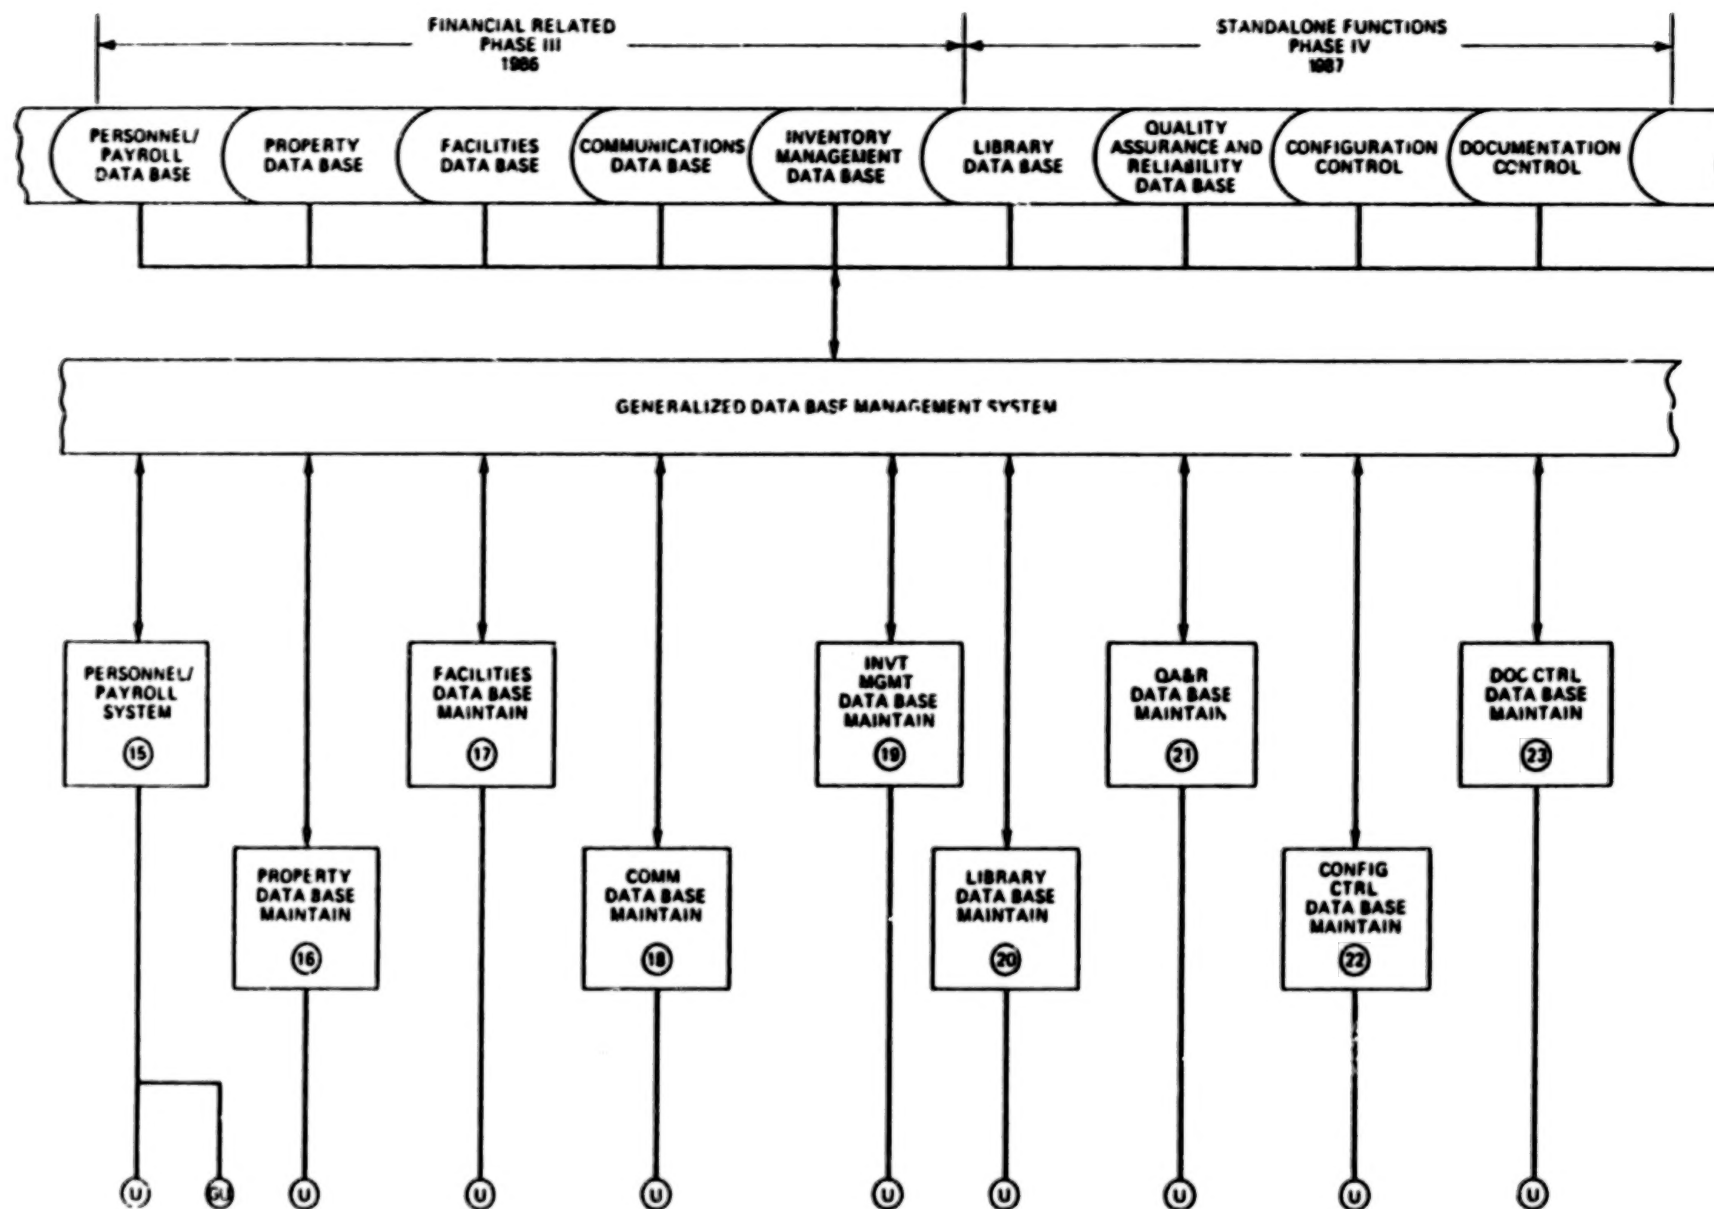 FINANCIAL RELATED
PHASE III
1986
STANDALONE FUNCTIONS
PHASE IV
1987
PERSONNEL/
PAYROLL
DATA BASE
PROPERTY
DATA BASE
FACILITIES
DATA BASE
COMMUNICATIONS
DATA BASE
INVENTORY
MANAGEMENT
DATA BASE
LIBRARY
DATA BASE
QUALITY
ASSURANCE AND
RELIABILITY
DATA BASE
CONFIGURATION
CONTROL
DOCUMENTATION
CONTROL
GENERALIZED DATA BASE MANAGEMENT SYSTEM
PERSONNEL/
PAYROLL
SYSTEM
15
FACILITIES
DATA BASE
MAINTAIN
17
INVT
MGMT
DATA BASE
MAINTAIN
19
QA&R
DATA BASE
MAINTAIN
21
DOC CTRL
DATA BASE
MAINTAIN
23
PROPERTY
DATA BASE
MAINTAIN
16
COMM
DATA BASE
MAINTAIN
18
LIBRARY
DATA BASE
MAINTAIN
20
CONFIG
CTRL
DATA BASE
MAINTAIN
22
U
GU
U
U
U
U
U
U
U
U